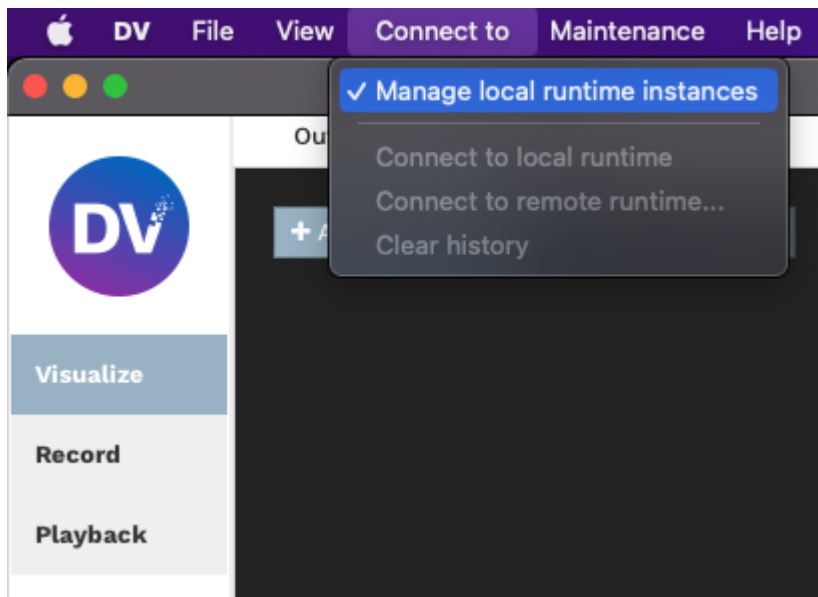 DV File View Connect to Maintenance Help
✓ Manage local runtime instances
Ou
Connect to local runtime
Connect to remote runtime...
Clear history
DV
+ A
Visualize
Record
Playback